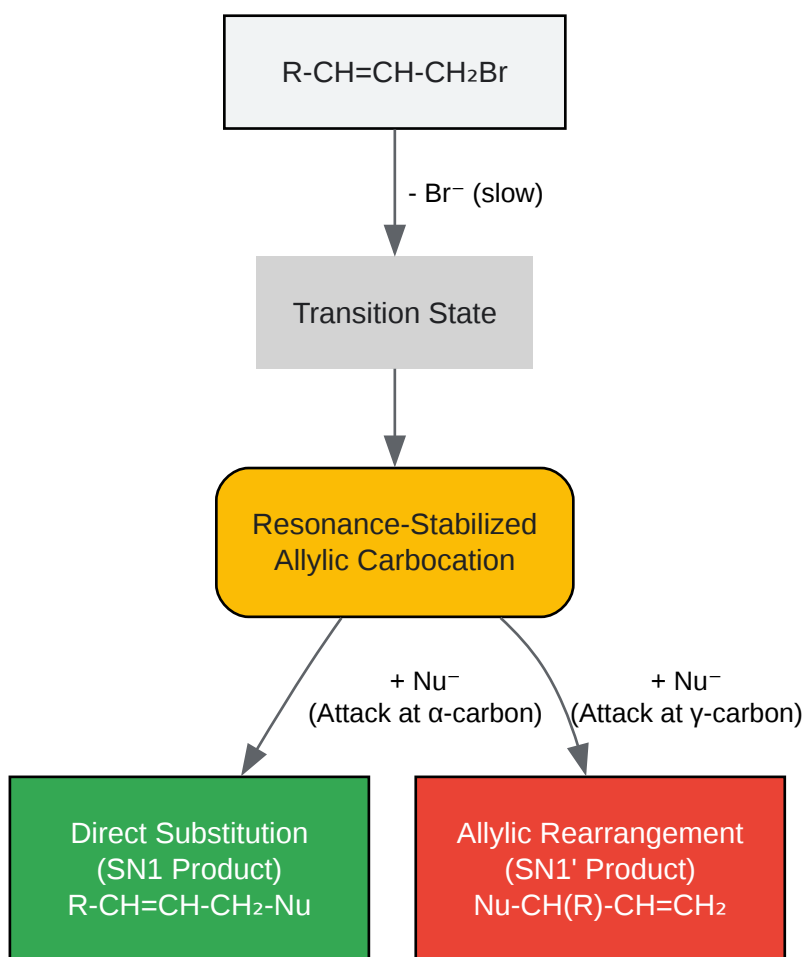 R-CH=CH-CH₂Br
- Br⁻ (slow)
Transition State
Resonance-Stabilized
Allylic Carbocation
+ Nu⁻
(Attack at α-carbon)
+ Nu⁻
(Attack at γ-carbon)
Direct Substitution
(SN1 Product)
R-CH=CH-CH₂-Nu
Allylic Rearrangement
(SN1' Product)
Nu-CH(R)-CH=CH₂